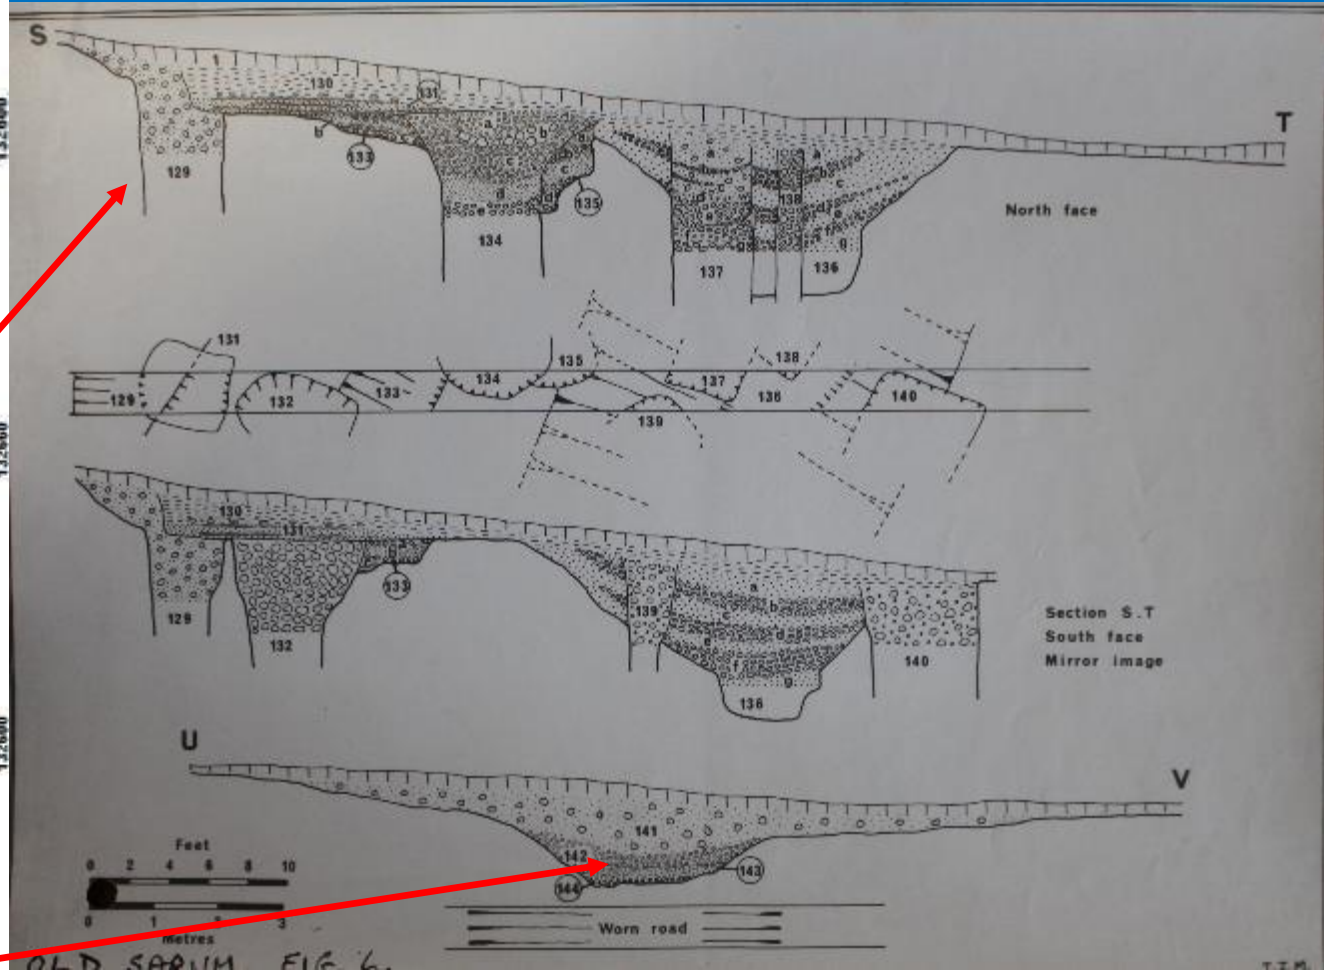 S
T
1
130
131
a
b
b
c
d
e
133
129
134
135
a
b
c
d
e
f
g
137
138
a
b
c
d
e
f
g
136
North face
131
129
132
133
134
135
137
138
136
139
140
130
131
133
129
132
139
a
b
d
e
f
g
136
140
Section S.T
South face
Mirror image
U
V
141
142
143
144
Worn road
Feet
0 2 4 6 8 10
0 1 2 3
metres
OLD SARUM FIG 6.